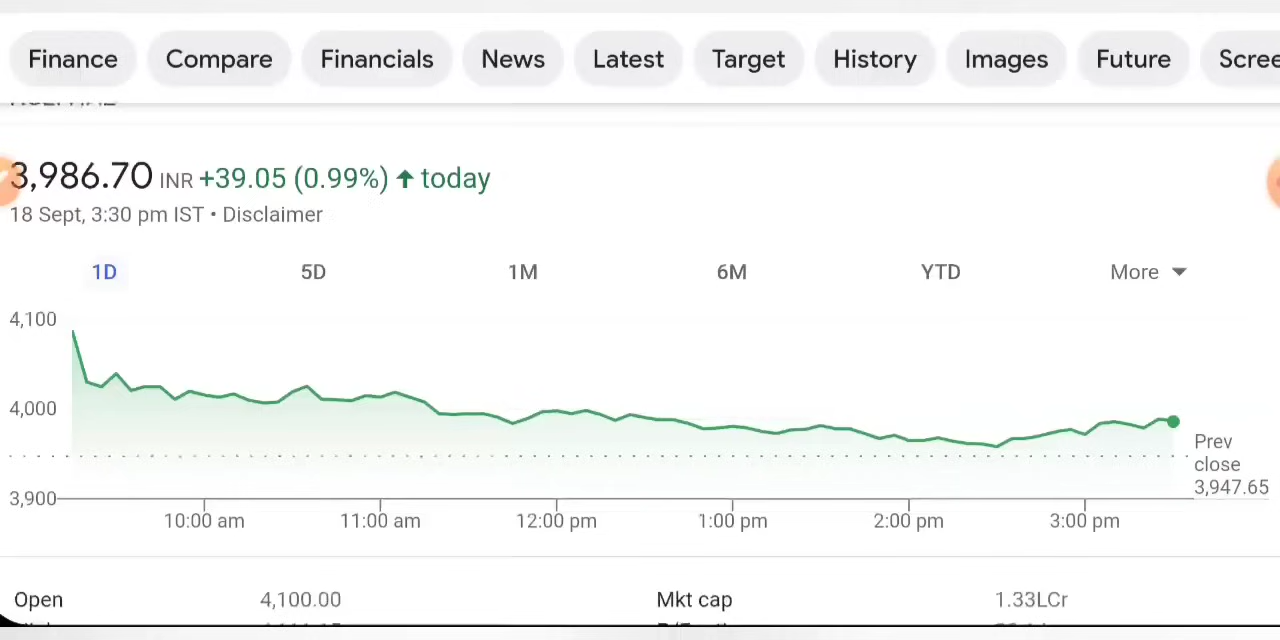 Finance Compare Financials News Latest Target History Images Future Scree
3,986.70 INR +39.05 (0.99%) ↑ today
18 Sept, 3:30 pm IST • Disclaimer
1D 5D 1M 6M YTD More
4,100
4,000
3,900
Prev
close
3,947.65
10:00 am 11:00 am 12:00 pm 1:00 pm 2:00 pm 3:00 pm
Open 4,100.00 Mkt cap 1.33LCr